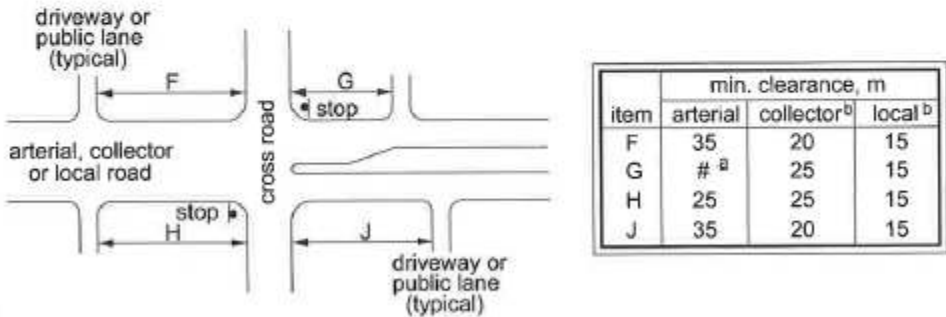 driveway or
public lane
(typical)
F
G
stop
arterial, collector
or local road
cross road
stop
H
J
driveway or
public lane
(typical)
min. clearance, m
item arterial collector b local b
F 35 20 15
G # a 25 15
H 25 25 15
J 35 20 15